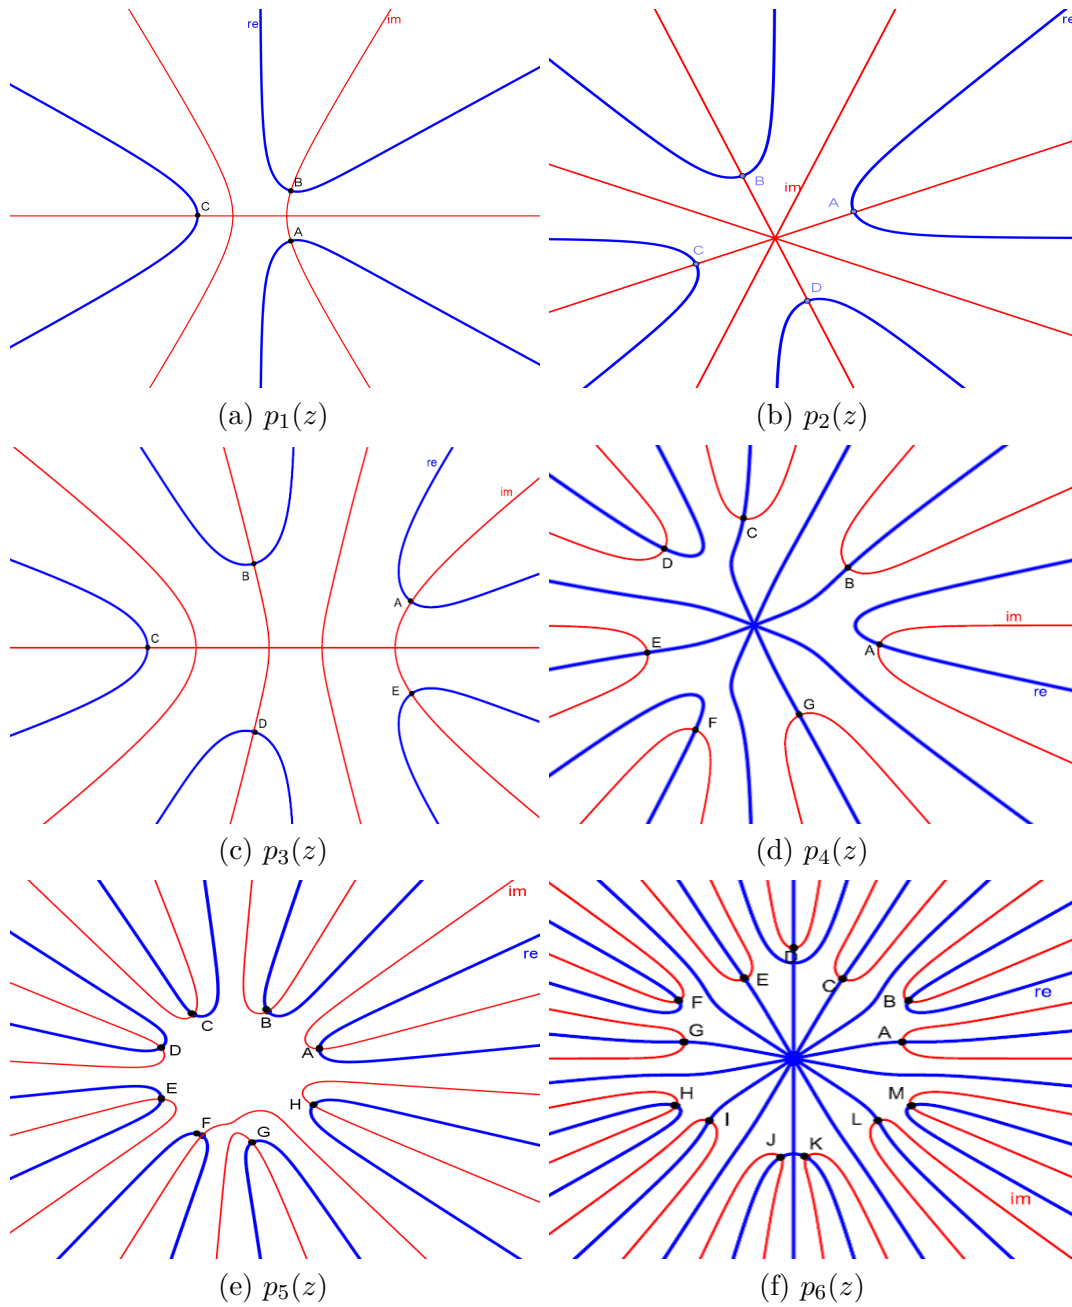 re im
B
A
C
(a) p₁(z)
re
B
im
A
C
D
(b) p₂(z)
re
im
B
A
C
E
D
(c) p₃(z)
C
D
B
im
E
A
re
G
F
(d) p₄(z)
im
re
C
B
D
A
E
H
F
G
(e) p₅(z)
D
E
C
F
B
re
G
A
H
M
I
L
J
K
im
(f) p₆(z)